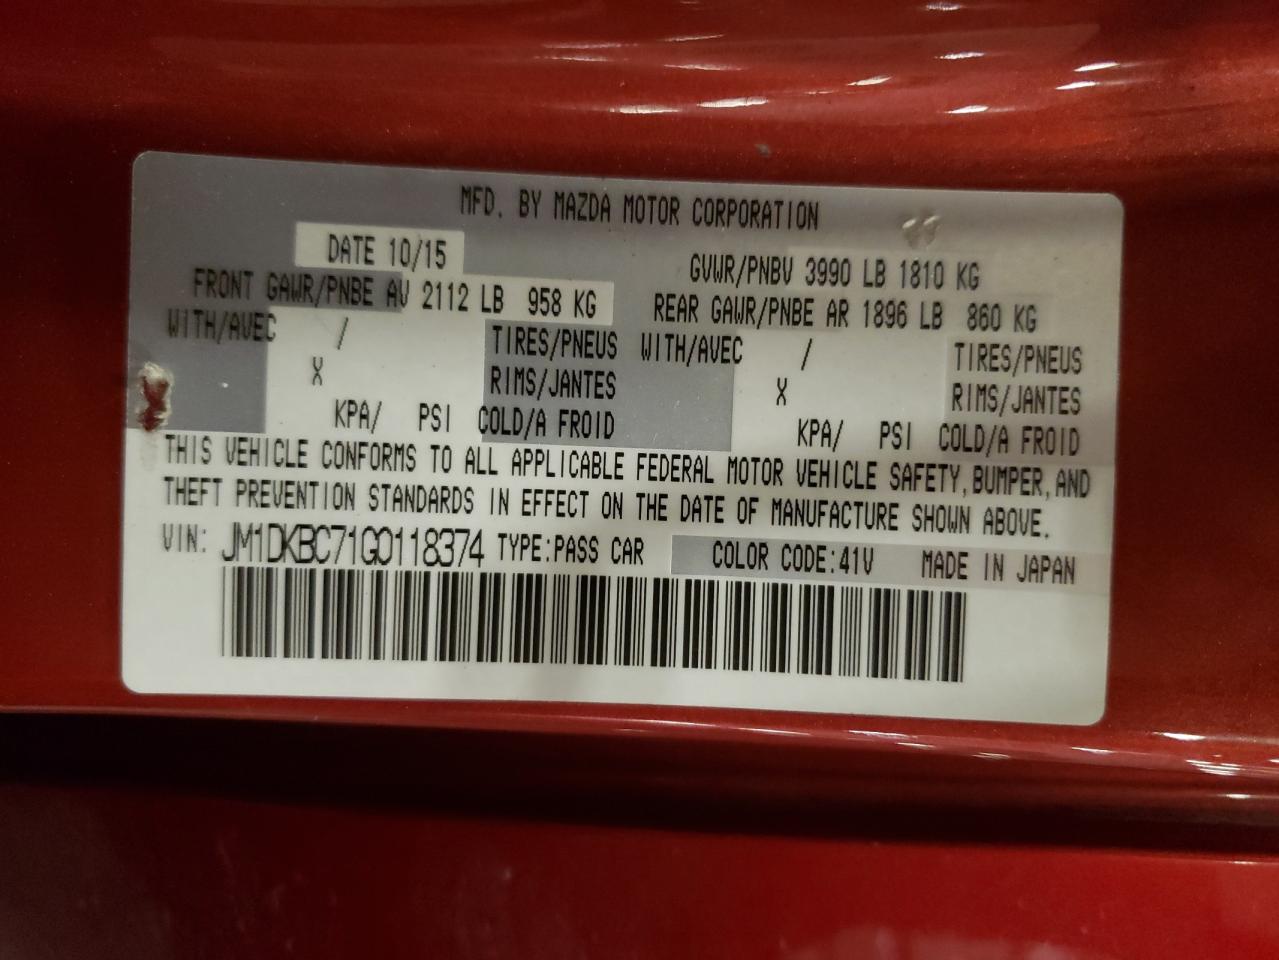 MFD. BY MAZDA MOTOR CORPORATION
DATE 10/15 GVWR/PNBV 3990 LB 1810 KG
FRONT GAWR/PNBE AV 2112 LB 958 KG REAR GAWR/PNBE AR 1896 LB 860 KG
WITH/AVEC / TIRES/PNEUS WITH/AVEC / TIRES/PNEUS
X RIMS/JANTES X RIMS/JANTES
KPA/ PSI COLD/A FROID KPA/ PSI COLD/A FROID
THIS VEHICLE CONFORMS TO ALL APPLICABLE FEDERAL MOTOR VEHICLE SAFETY, BUMPER, AND
THEFT PREVENTION STANDARDS IN EFFECT ON THE DATE OF MANUFACTURE SHOWN ABOVE.
VIN: JM1DKBC71G0118374 TYPE:PASS CAR COLOR CODE:41V MADE IN JAPAN